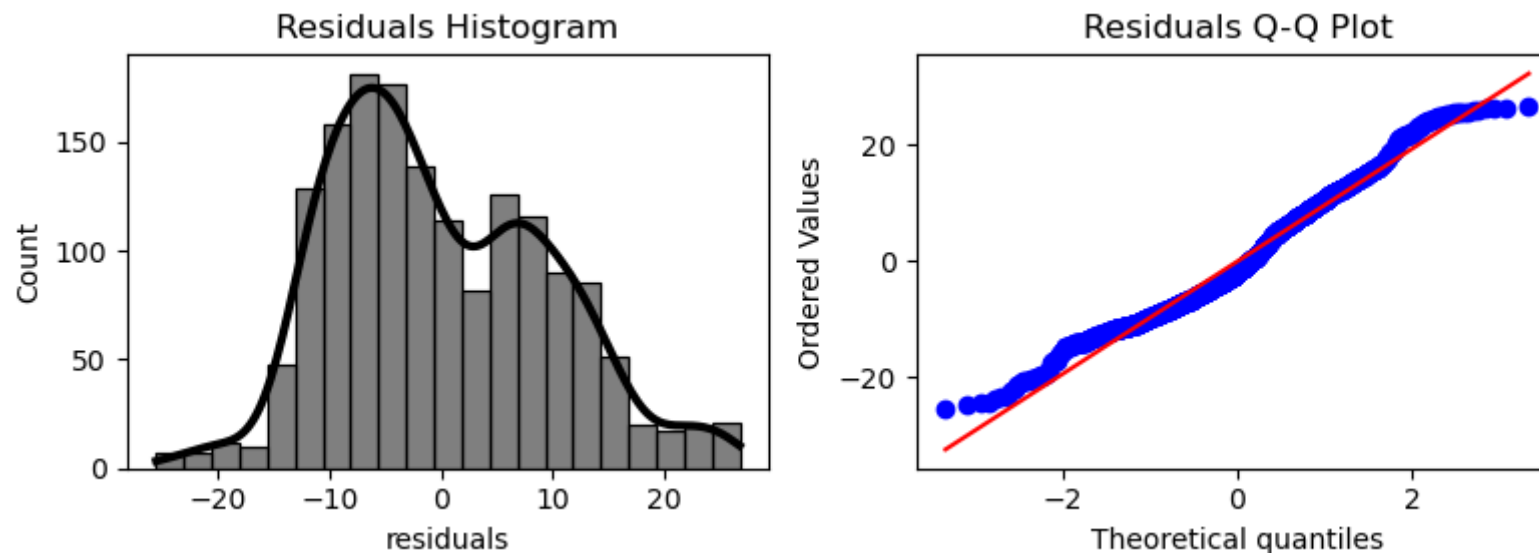 Residuals Histogram
150
100
50
0
Count
−20
−10
0
10
20
residuals
Residuals Q-Q Plot
20
0
−20
Ordered Values
−2
0
2
Theoretical quantiles